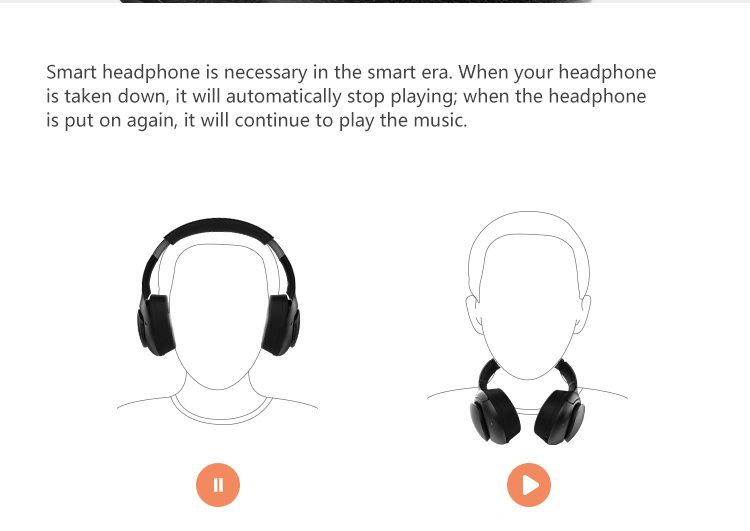 Smart headphone is necessary in the smart era. When your headphone
is taken down, it will automatically stop playing; when the headphone
is put on again, it will continue to play the music.